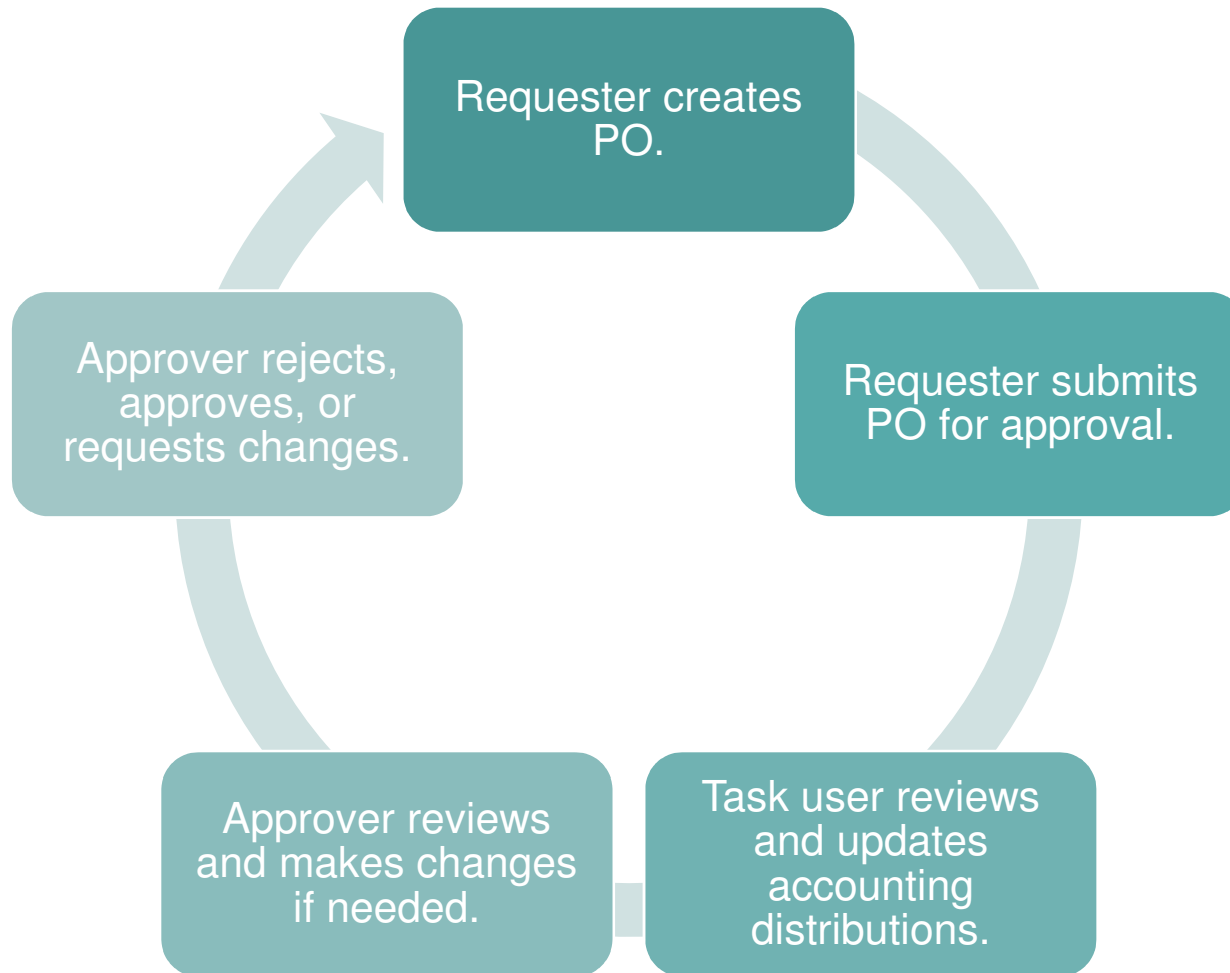 Requester creates
PO.
Requester submits
PO for approval.
Task user reviews
and updates
accounting
distributions.
Approver reviews
and makes changes
if needed.
Approver rejects,
approves, or
requests changes.